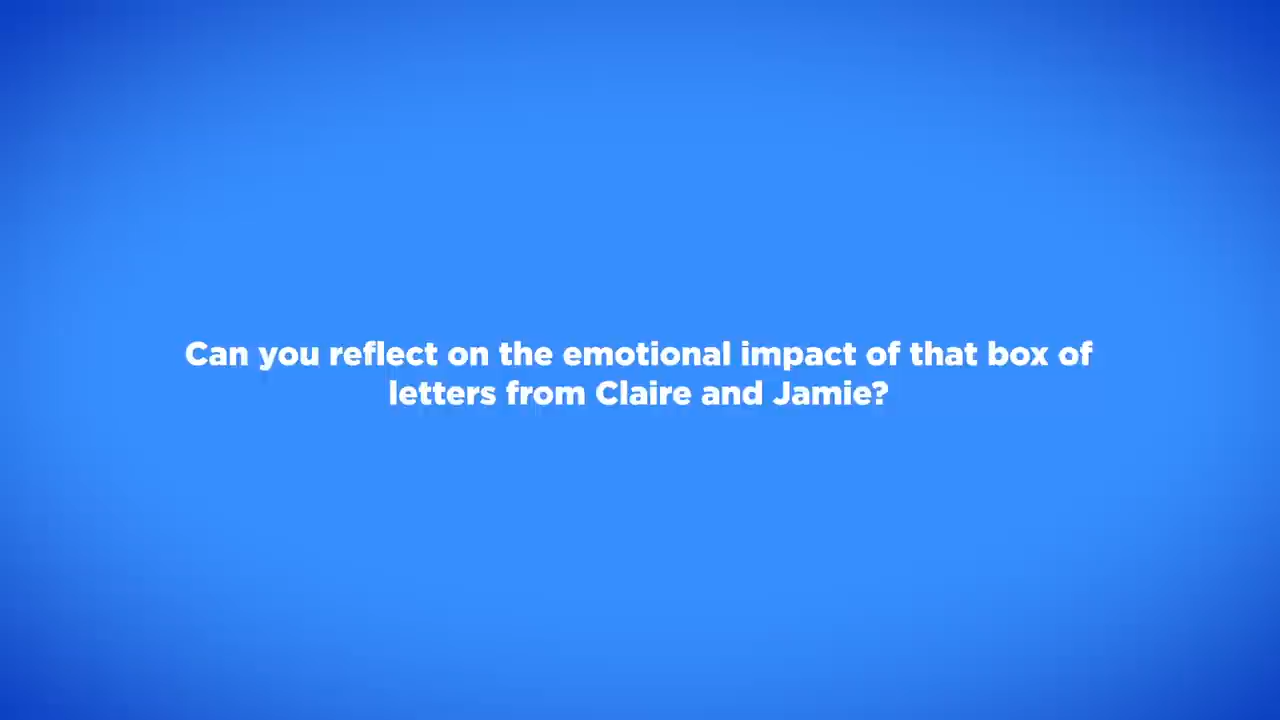 Can you reflect on the emotional impact of that box of
letters from Claire and Jamie?